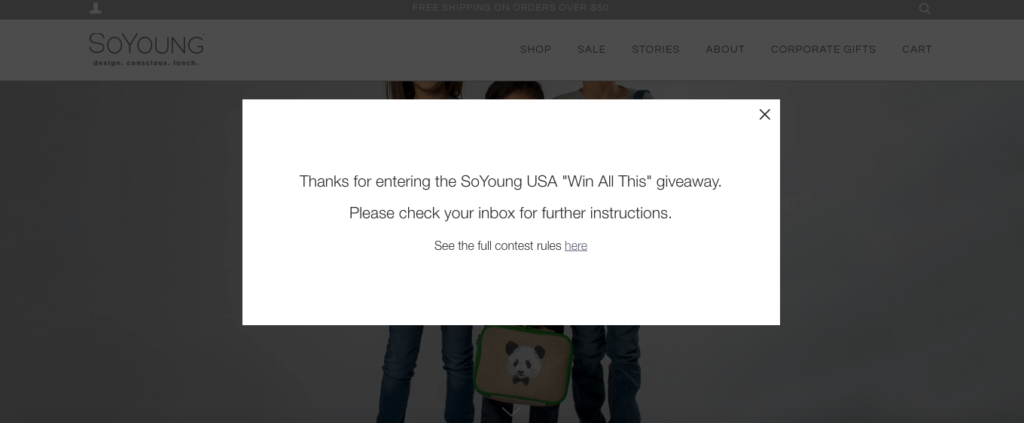 FREE SHIPPING ON ORDERS OVER $50
SOYOUNG
design. conscious. lunch.
SHOP SALE STORIES ABOUT CORPORATE GIFTS CART
Thanks for entering the SoYoung USA "Win All This" giveaway.
Please check your inbox for further instructions.
See the full contest rules here